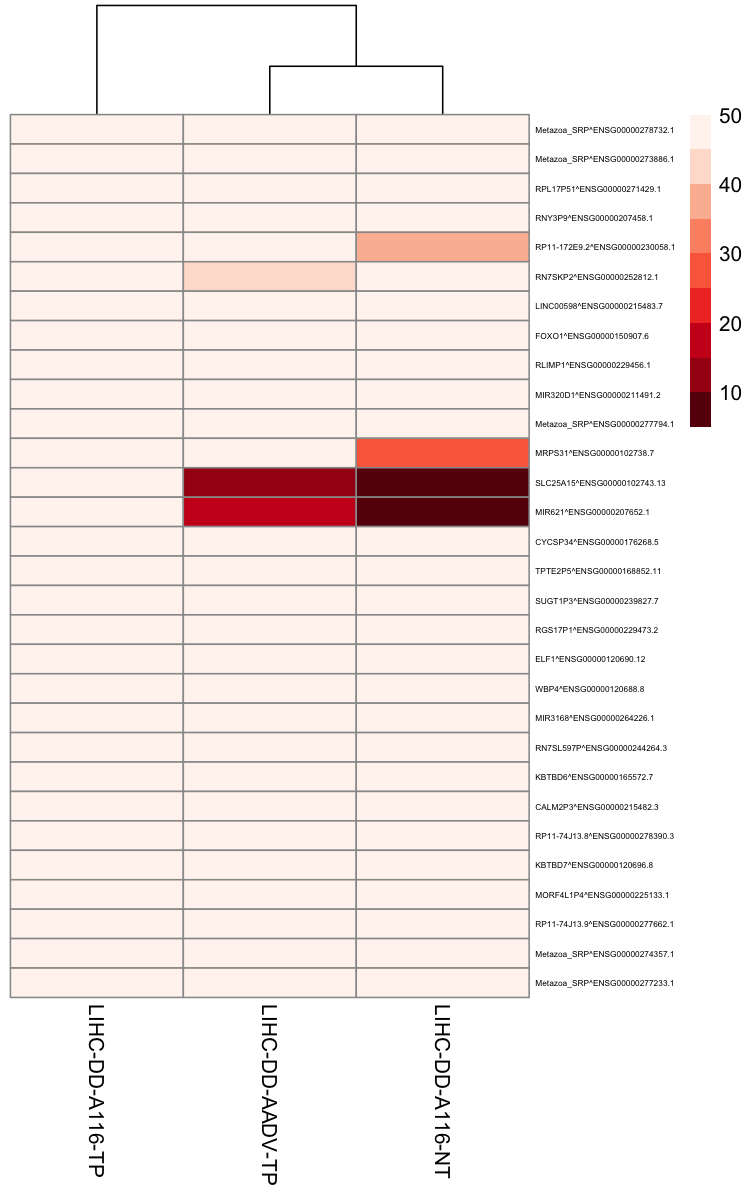 50
40
30
20
10
Metazoa_SRP^ENSG00000278732.1
Metazoa_SRP^ENSG00000273886.1
RPL17P51^ENSG00000271429.1
RNY3P9^ENSG00000207458.1
RP11-172E9.2^ENSG00000230058.1
RN7SKP2^ENSG00000252812.1
LINC00598^ENSG00000215483.7
FOXO1^ENSG00000150907.6
RLIMP1^ENSG00000229456.1
MIR320D1^ENSG00000211491.2
Metazoa_SRP^ENSG00000277794.1
MRPS31^ENSG00000102738.7
SLC25A15^ENSG00000102743.13
MIR621^ENSG00000207652.1
CYCSP34^ENSG00000176268.5
TPTE2P5^ENSG00000168852.11
SUGT1P3^ENSG00000239827.7
RGS17P1^ENSG00000229473.2
ELF1^ENSG00000120690.12
WBP4^ENSG00000120688.8
MIR3168^ENSG00000264226.1
RN7SL597P^ENSG00000244264.3
KBTBD6^ENSG00000165572.7
CALM2P3^ENSG00000215482.3
RP11-74J13.8^ENSG00000278390.3
KBTBD7^ENSG00000120696.8
MORF4L1P4^ENSG00000225133.1
RP11-74J13.9^ENSG00000277662.1
Metazoa_SRP^ENSG00000274357.1
Metazoa_SRP^ENSG00000277233.1
LIHC-DD-A116-TP
LIHC-DD-AADV-TP
LIHC-DD-A116-NT